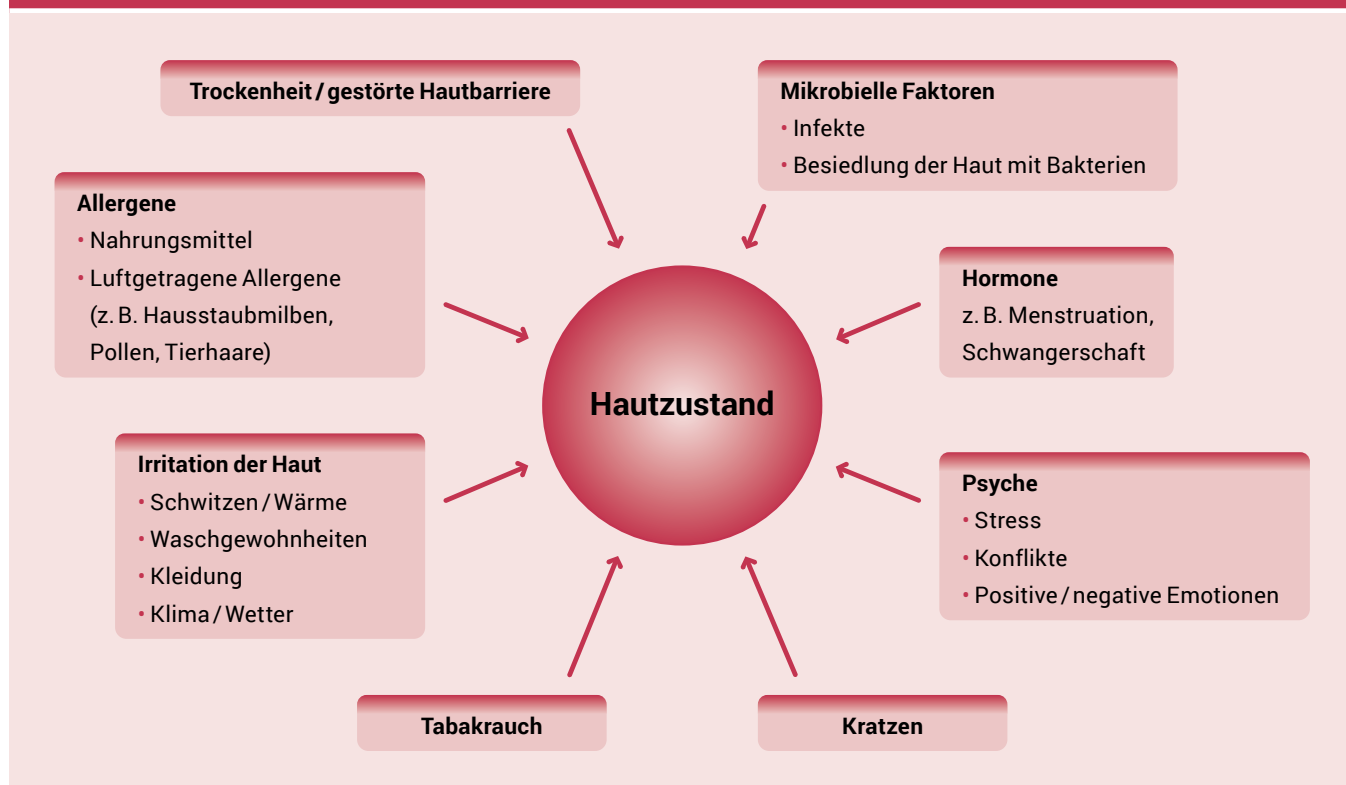 Trockenheit / gestörte Hautbarriere
Mikrobielle Faktoren
• Infekte
• Besiedlung der Haut mit Bakterien
Allergene
• Nahrungsmittel
• Luftgetragene Allergene
(z. B. Hausstaubmilben,
Pollen, Tierhaare)
Hormone
z. B. Menstruation,
Schwangerschaft
Hautzustand
Irritation der Haut
• Schwitzen / Wärme
• Waschgewohnheiten
• Kleidung
• Klima / Wetter
Psyche
• Stress
• Konflikte
• Positive / negative Emotionen
Tabakrauch
Kratzen